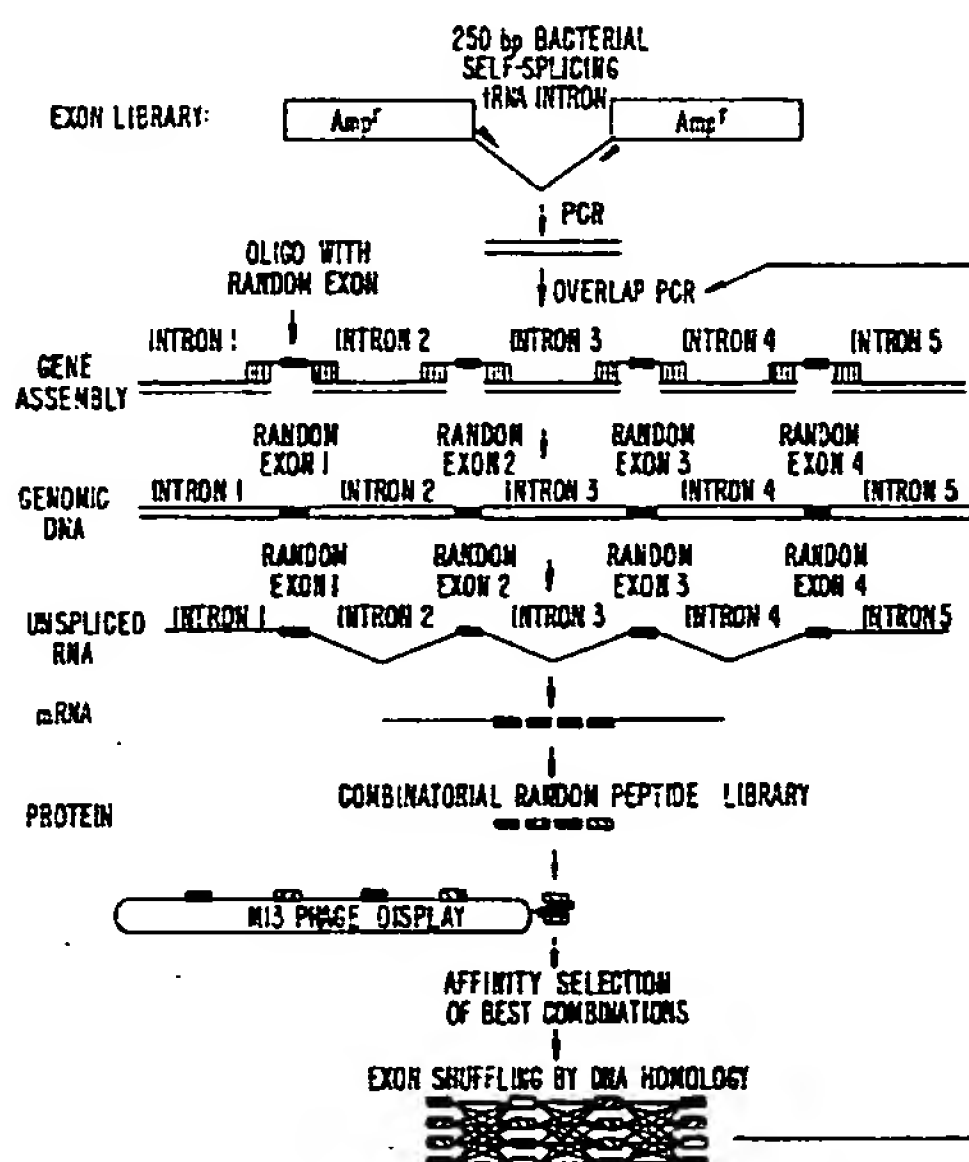 250 bp BACTERIAL
SELF-SPLICING
tRNA INTRON
EXON LIBRARY:
Ampʳ
Ampʳ
PCR
OLIGO WITH
RANDOM EXON
OVERLAP PCR
INTRON 1
INTRON 2
INTRON 3
INTRON 4
INTRON 5
GENE
ASSEMBLY
RANDOM
EXON 1
RANDOM
EXON 2
RANDOM
EXON 3
RANDOM
EXON 4
GENOMIC
DNA
INTRON 1
INTRON 2
INTRON 3
INTRON 4
INTRON 5
RANDOM
EXON 1
RANDOM
EXON 2
RANDOM
EXON 3
RANDOM
EXON 4
UNSPLICED
RNA
INTRON 1
INTRON 2
INTRON 3
INTRON 4
INTRON 5
mRNA
PROTEIN
COMBINATORIAL RANDOM PEPTIDE LIBRARY
M13 PHAGE DISPLAY
AFFINITY SELECTION
OF BEST COMBINATIONS
EXON SHUFFLING BY DNA HOMOLOGY